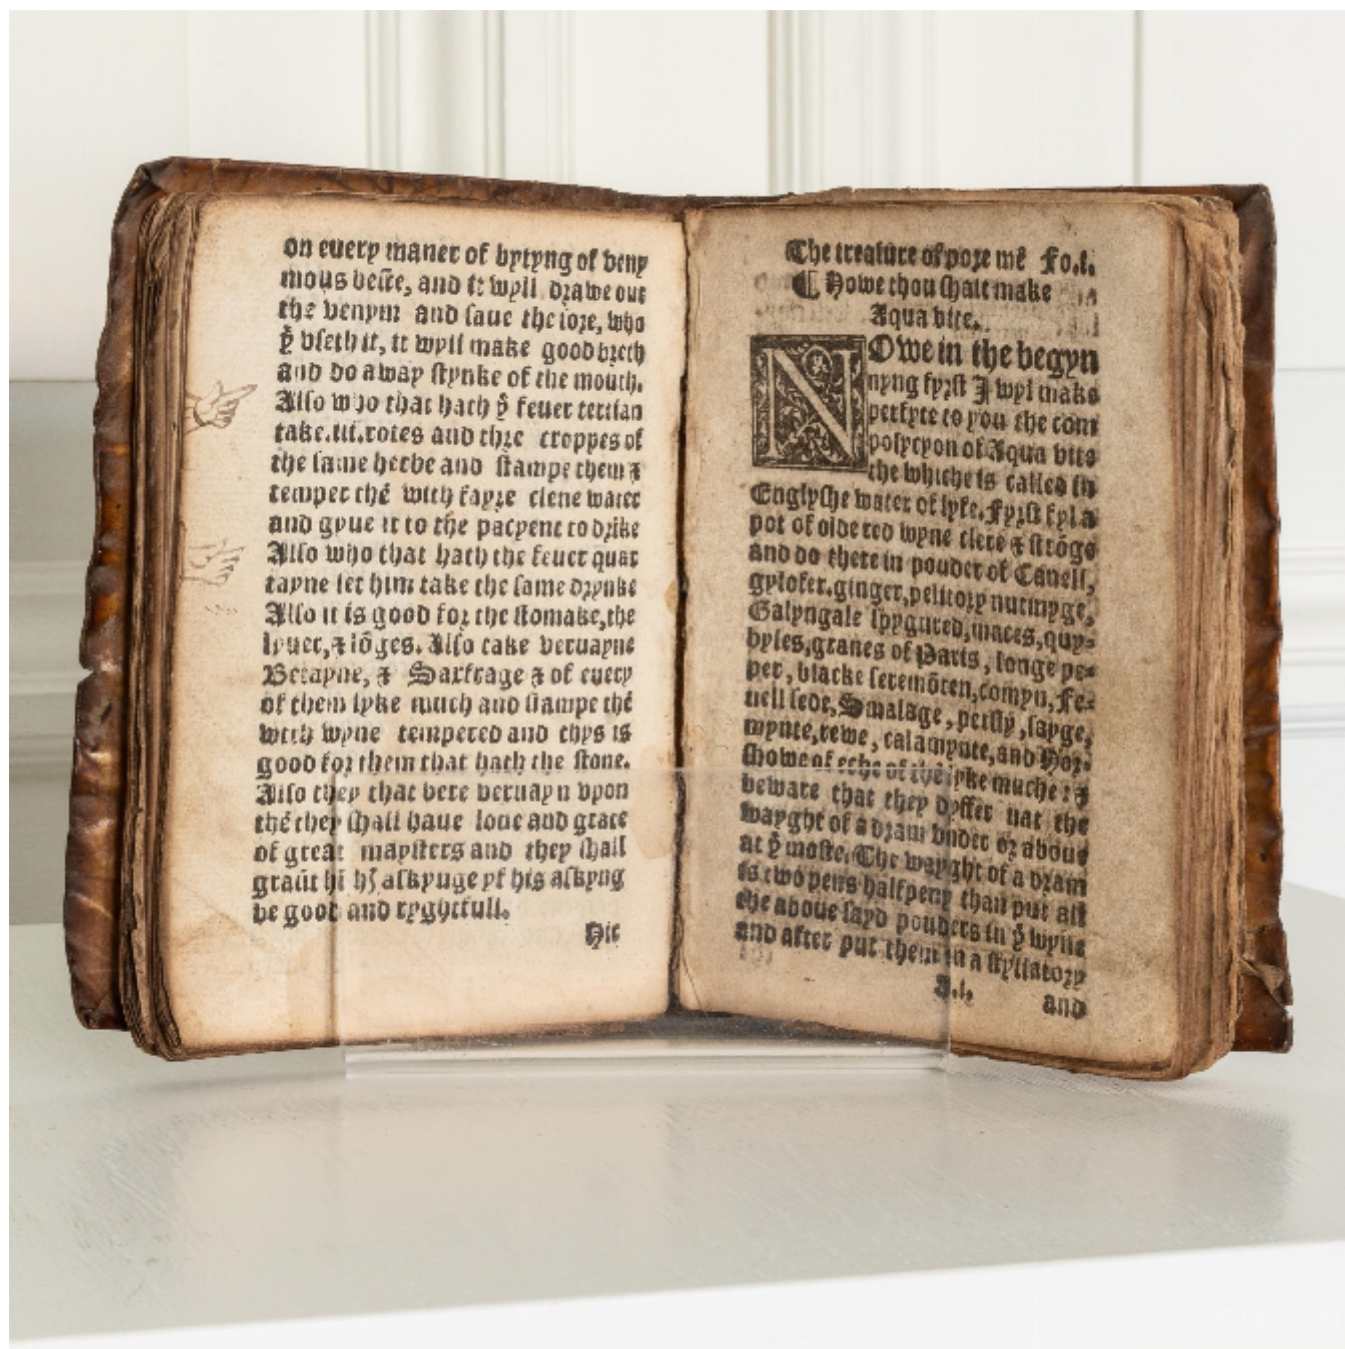 on euery maner of bytyng of veny
mous beste, and it wyll drawe out
the venym and saue the sore, who
ẏ vseth it, it wyll make good breth
and do away stynke of the mouth.
Also who that hath ẏ feuer tertian
take.iii.rotes and thre croppes of
the same herbe and stampe them ⁊
temper thē with fayre clene water
and gyue it to the pacyent to drīke
Also who that hath the feuer quar
tayne let him take the same drynke
Also it is good for the stomake,the
lyuer,⁊ lōges. Also take veruayne
Betayne, ⁊ Saxfrage ⁊ of euery
of them lyke much and stampe thē
with wyne tempered and thys is
good for them that hath the stone.
Also they that bere veruayn vpon
thē they shall haue loue and grace
of great maysters and they shall
graūt hī hys askynge yf his askyng
be good and ryghtfull.
Hit
The treasure of pore mē Fo.i.
¶ Howe thou shalt make
Aqua vite.
NOwe in the begyn
nyng fyrst I wyl make
perfyte to you the com
posycyon of Aqua vite
the whiche is called in
Englyshe water of lyfe. Fyrst fyl a
pot of olde red wyne clere ⁊ strōge
and do there in pouder of Canell,
gylofer.ginger,pelitory nutmyge,
Galyngale spygnred,maces,quy=
byles,granes of Paris, longe pe=
per, blacke seremōten,compyn, Fe=
nell sede, Smalage, persly, sayge,
mynte,rewe, calamynte,and Hor=
showe of eche of thē lyke muche: ⁊
beware that they dyffer nat the
wayght of a dram vnder or aboue
at ẏ moste. The wayght of a dram
is two pens halfpeny than put all
the aboue sayd pouders in ẏ wyne
and after put them in a styllatory
B.i. and